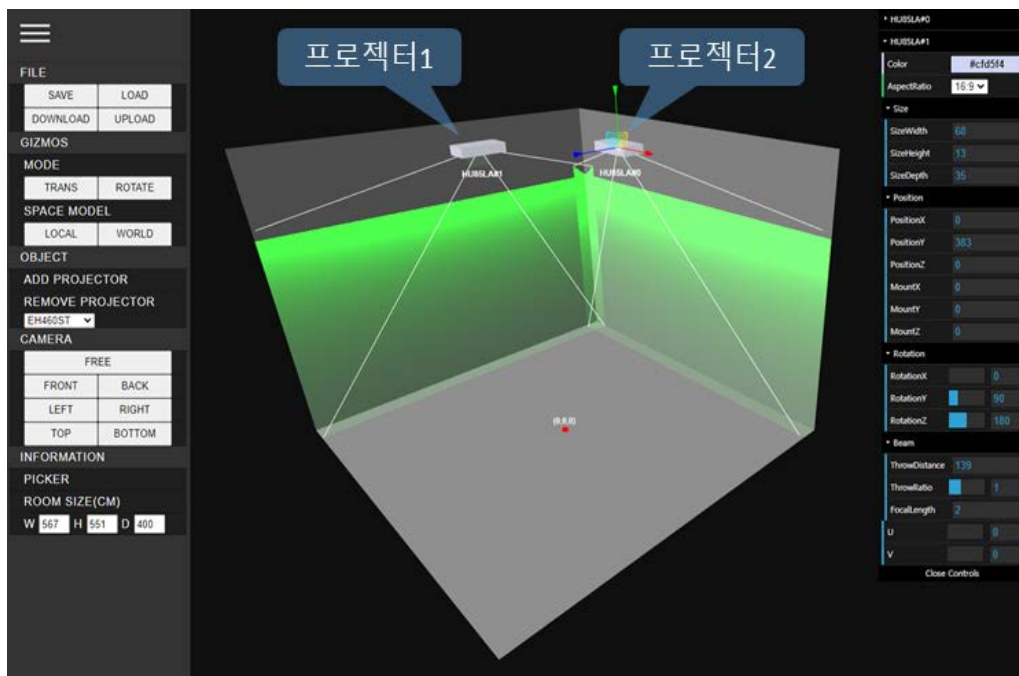 프로젝터1
프로젝터2
FILE
SAVE LOAD
DOWNLOAD UPLOAD
GIZMOS
MODE
TRANS ROTATE
SPACE MODEL
LOCAL WORLD
OBJECT
ADD PROJECTOR
REMOVE PROJECTOR
EH460ST
CAMERA
FREE
FRONT BACK
LEFT RIGHT
TOP BOTTOM
INFORMATION
PICKER
ROOM SIZE(CM)
W 567 H 551 D 400
HU85LA#1
HU85LA#0
(0,0,0)
HU85LA#0
HU85LA#1
Color #cfd5f4
AspectRatio 16:9
Size
SizeWidth 68
SizeHeight 13
SizeDepth 35
Position
PositionX 0
PositionY 383
PositionZ 0
MountX 0
MountY 0
MountZ 0
Rotation
RotationX 0
RotationY 90
RotationZ 180
Beam
ThrowDistance 139
ThrowRatio 1
FocalLength 2
U 0
V 0
Close Controls